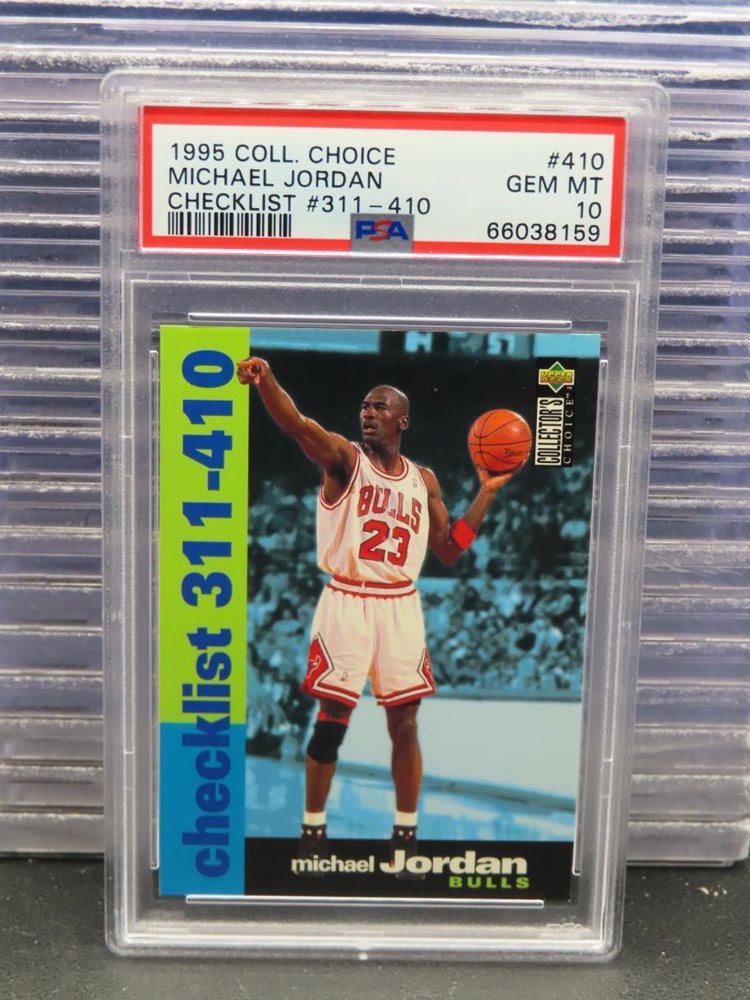 1995 COLL. CHOICE #410
MICHAEL JORDAN GEM MT
CHECKLIST #311-410 10
PSA 66038159
checklist 311-410
UPPER DECK
COLLECTOR'S
CHOICE
BULLS
23
michael Jordan
BULLS